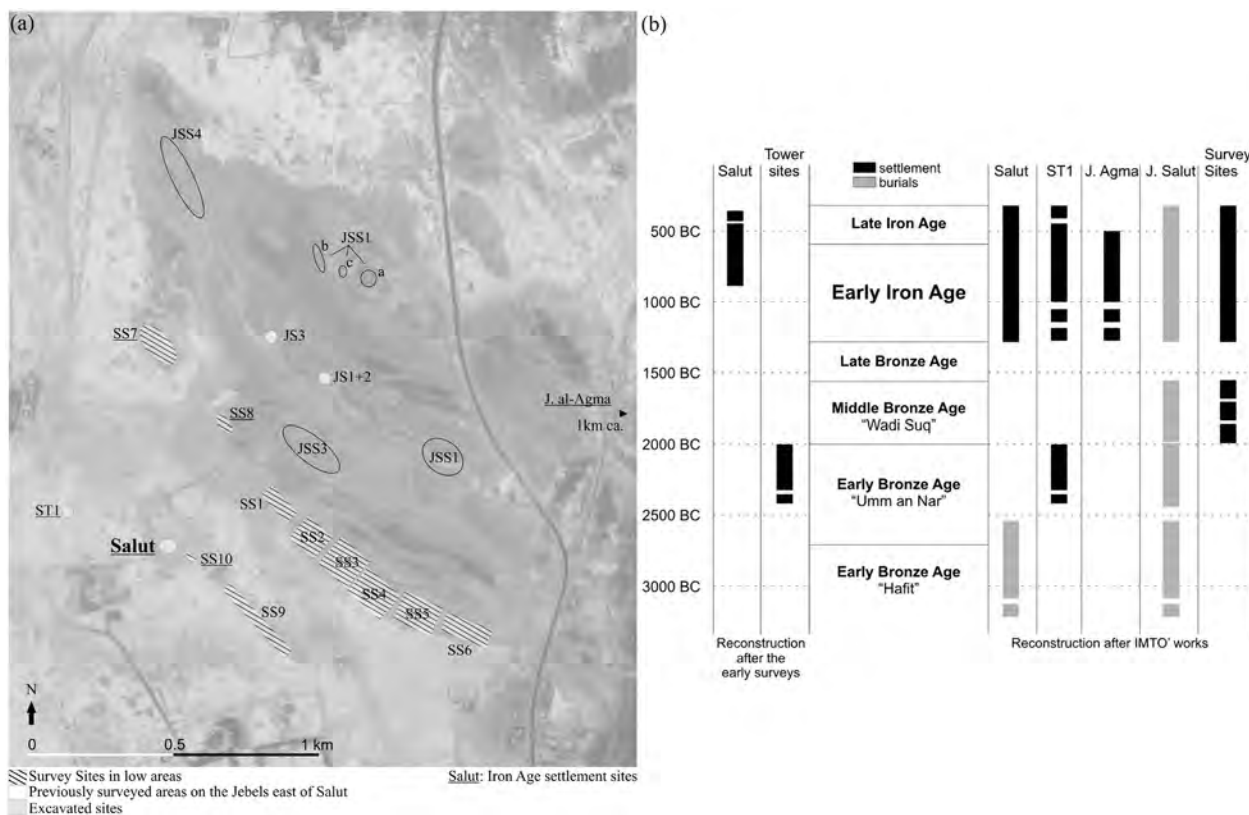 (a)
JSS4
JSS1
b
c
a
SS7
JS3
JS1+2
J. al-Agma
1km ca.
SS8
JSS3
JSS1
SS1
ST1
SS2
Salut
SS10
SS3
SS4
SS5
SS9
SS6
N
0 0.5 1 km
Survey Sites in low areas
Previously surveyed areas on the Jebels east of Salut
Excavated sites
Salut: Iron Age settlement sites
(b)
Salut
Tower
sites
settlement
burials
Salut
ST1
J. Agma
J. Salut
Survey
Sites
500 BC
1000 BC
1500 BC
2000 BC
2500 BC
3000 BC
Late Iron Age
Early Iron Age
Late Bronze Age
Middle Bronze Age
"Wadi Suq"
Early Bronze Age
"Umm an Nar"
Early Bronze Age
"Hafit"
Reconstruction
after the
early surveys
Reconstruction after IMTO' works